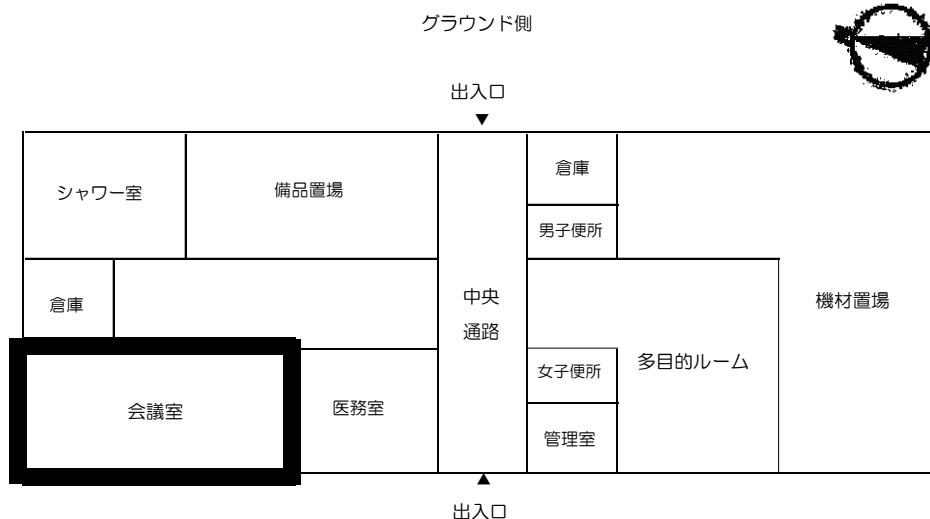 グラウンド側
出入口
▼
シャワー室
備品置場
倉庫
男子便所
倉庫
中央
通路
機材置場
会議室
医務室
女子便所
多目的ルーム
管理室
▲
出入口